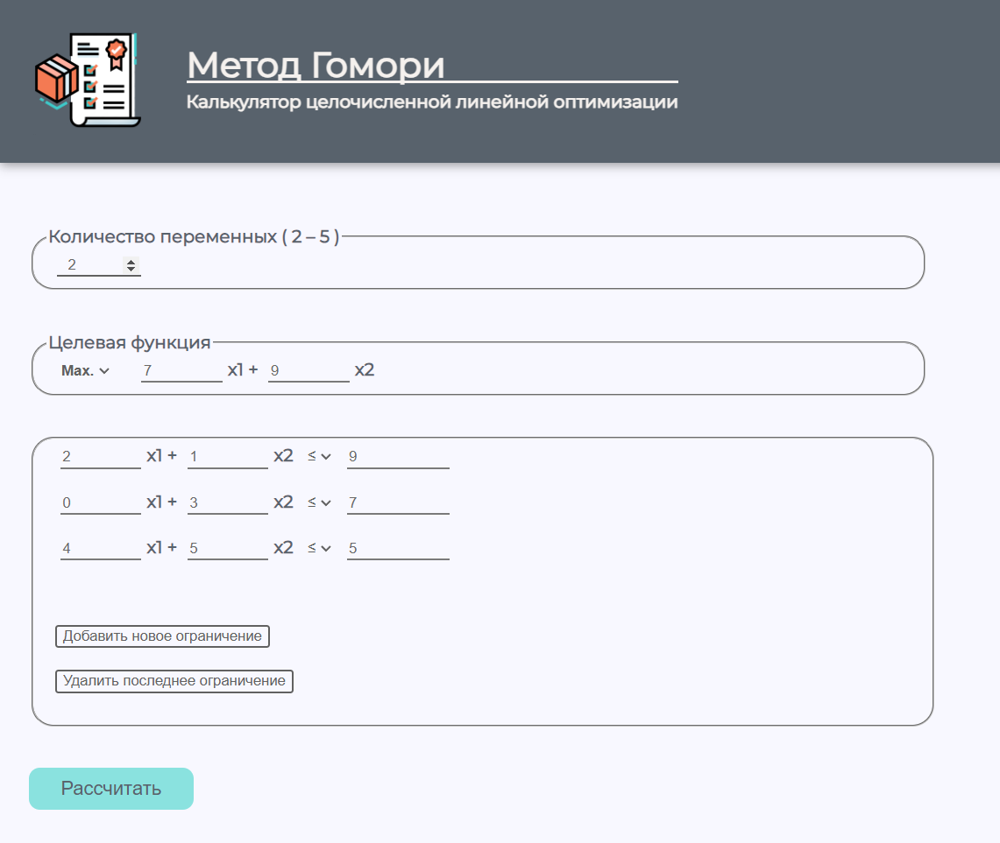 Метод Гомори
Калькулятор целочисленной линейной оптимизации
Количество переменных ( 2 – 5 )
2
Целевая функция
Max. 7 x1 + 9 x2
2 x1 + 1 x2 ≤ 9
0 x1 + 3 x2 ≤ 7
4 x1 + 5 x2 ≤ 5
Добавить новое ограничение
Удалить последнее ограничение
Рассчитать